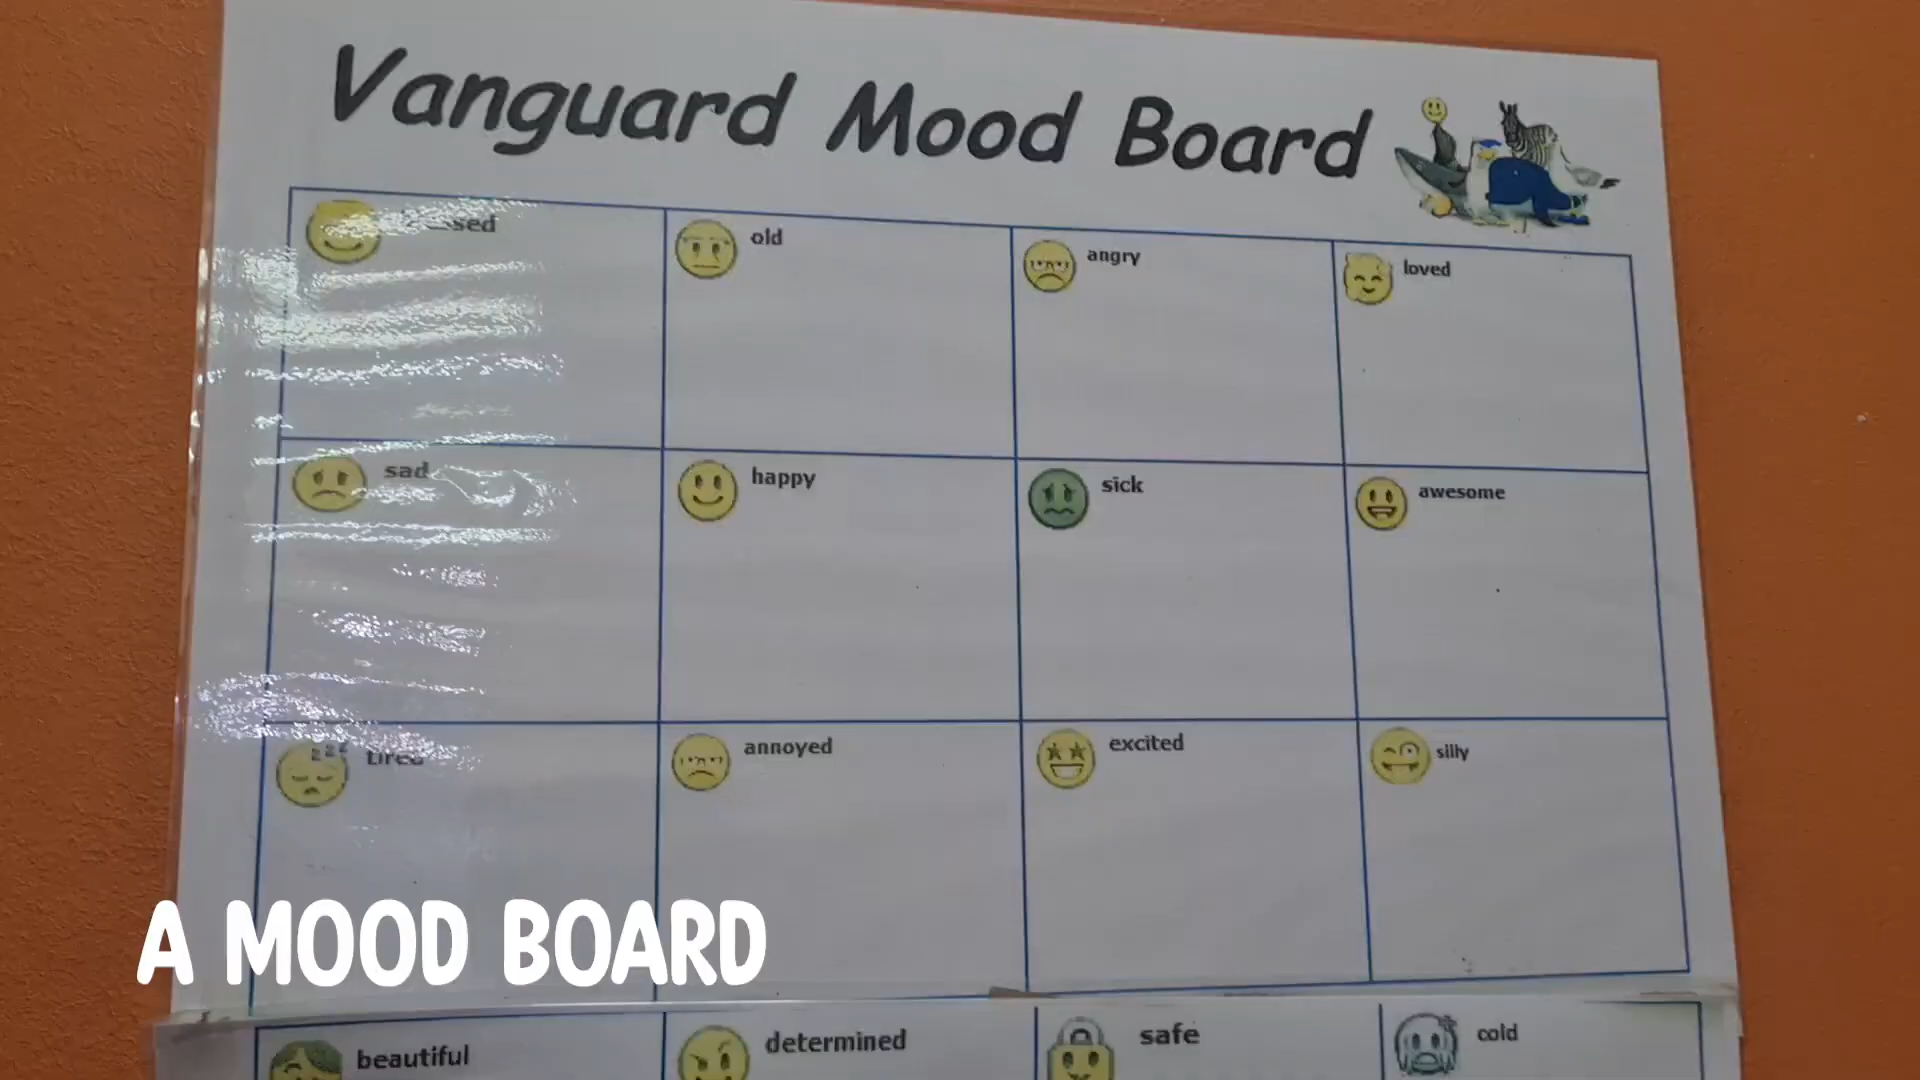 Vanguard Mood Board
old
angry
loved
sad
happy
sick
awesome
tired
annoyed
excited
silly
A MOOD BOARD
beautiful
determined
safe
cold